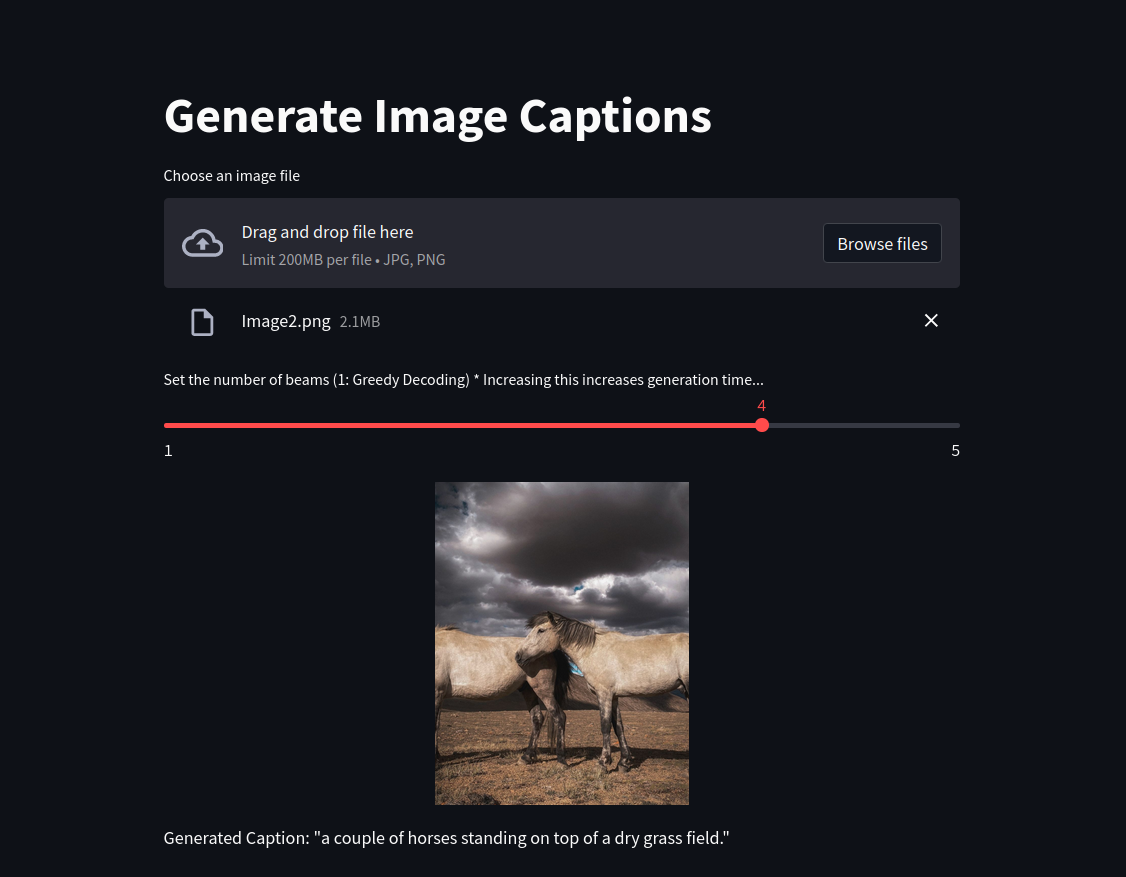 Generate Image Captions
Choose an image file
Drag and drop file here
Limit 200MB per file • JPG, PNG
Browse files
Image2.png 2.1MB
Set the number of beams (1: Greedy Decoding) * Increasing this increases generation time...
4
1 5
Generated Caption: "a couple of horses standing on top of a dry grass field."